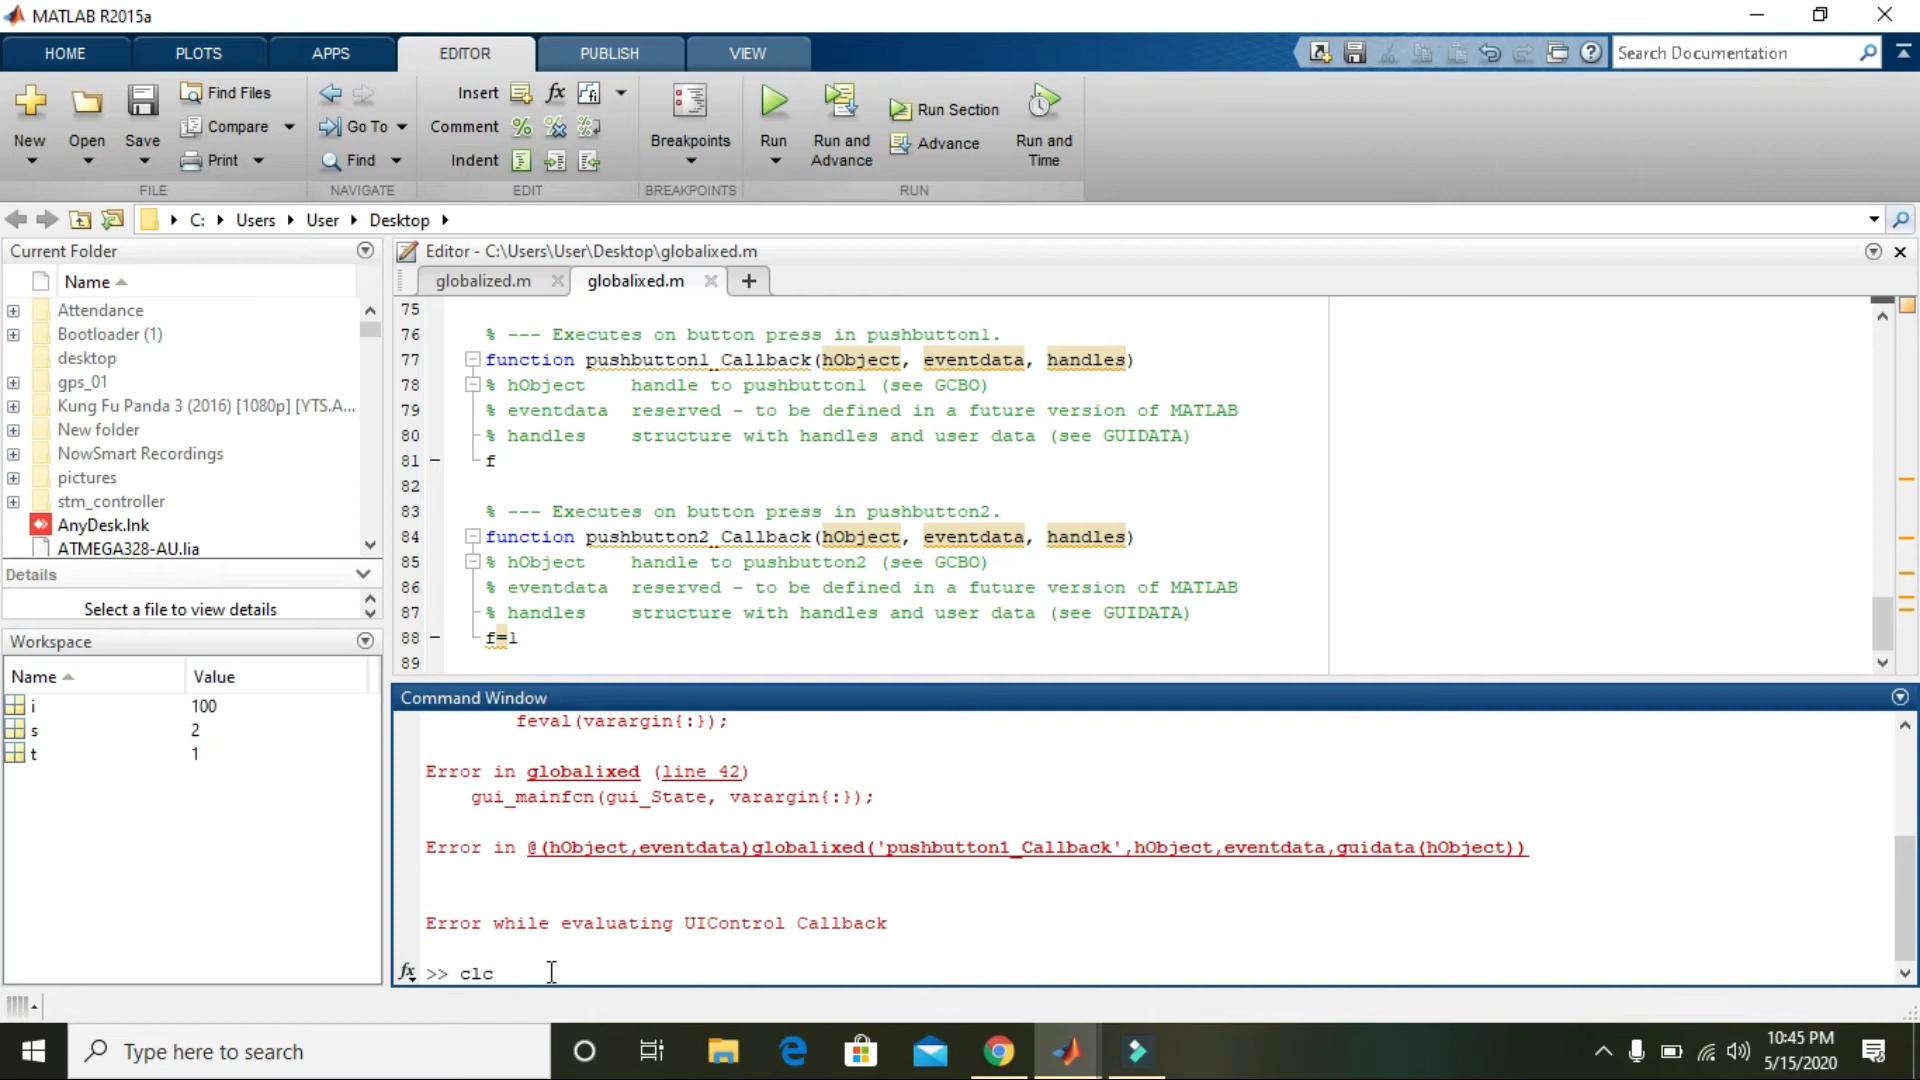 MATLAB R2015a
HOME
PLOTS
APPS
EDITOR
PUBLISH
VIEW
Search Documentation
New
Open
Save
Find Files
Compare
Print
FILE
Go To
Find
NAVIGATE
Insert
fx
Comment
Indent
EDIT
Breakpoints
BREAKPOINTS
Run
Run and
Advance
Run Section
Advance
Run and
Time
RUN
C: Users User Desktop
Current Folder
Name
Attendance
Bootloader (1)
desktop
gps_01
Kung Fu Panda 3 (2016) [1080p] [YTS.A...
New folder
NowSmart Recordings
pictures
stm_controller
AnyDesk.lnk
ATMEGA328-AU.lia
Details
Select a file to view details
Workspace
Name Value
i 100
s 2
t 1
Editor - C:\Users\User\Desktop\globalixed.m
globalized.m
globalixed.m
75
76 % --- Executes on button press in pushbutton1.
77 function pushbutton1_Callback(hObject, eventdata, handles)
78 % hObject    handle to pushbutton1 (see GCBO)
79 % eventdata  reserved - to be defined in a future version of MATLAB
80 % handles    structure with handles and user data (see GUIDATA)
81 f
82
83 % --- Executes on button press in pushbutton2.
84 function pushbutton2_Callback(hObject, eventdata, handles)
85 % hObject    handle to pushbutton2 (see GCBO)
86 % eventdata  reserved - to be defined in a future version of MATLAB
87 % handles    structure with handles and user data (see GUIDATA)
88 f=1
89
Command Window
feval(varargin{:});
Error in globalixed (line 42)
gui_mainfcn(gui_State, varargin{:});
Error in @(hObject,eventdata)globalixed('pushbutton1_Callback',hObject,eventdata,guidata(hObject))
Error while evaluating UIControl Callback
fx >> clc
Type here to search
10:45 PM
5/15/2020